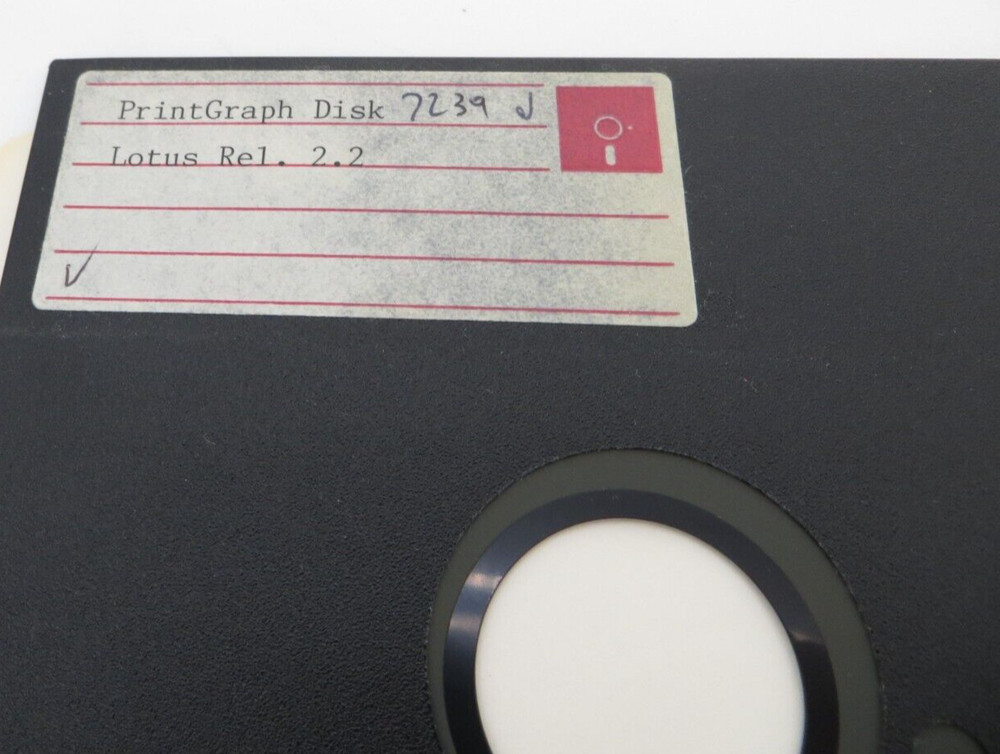 PrintGraph Disk 7239 J
Lotus Rel. 2.2